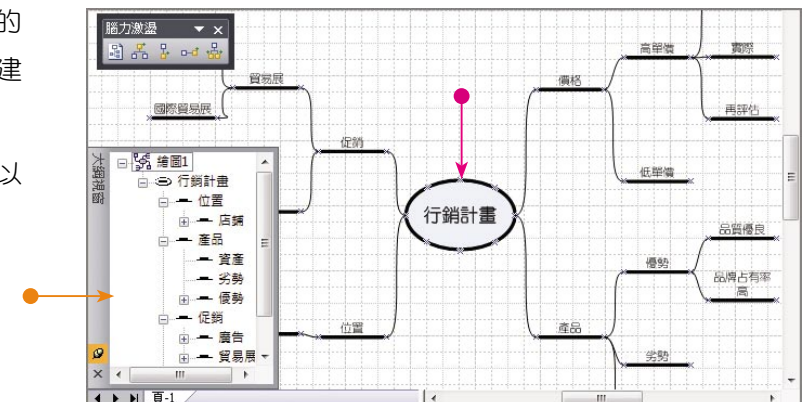 的
建
以
腦力激盪
貿易展
國際貿易展
促銷
價格
高單價
實際
再評估
低單價
行銷計畫
品質優良
優勢
品牌占有率
高
產品
劣勢
位置
大綱視窗
繪圖1
行銷計畫
位置
店鋪
產品
資產
劣勢
優勢
促銷
廣告
貿易展
頁-1